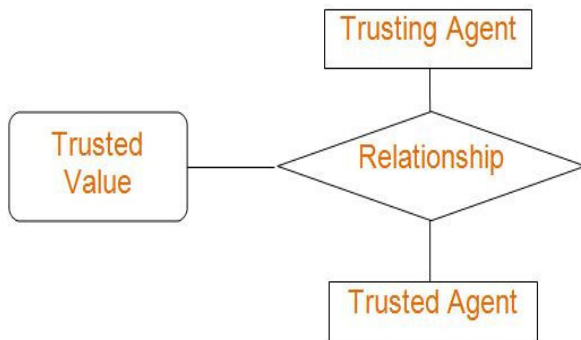 Trusting Agent
Trusted
Value
Relationship
Trusted Agent